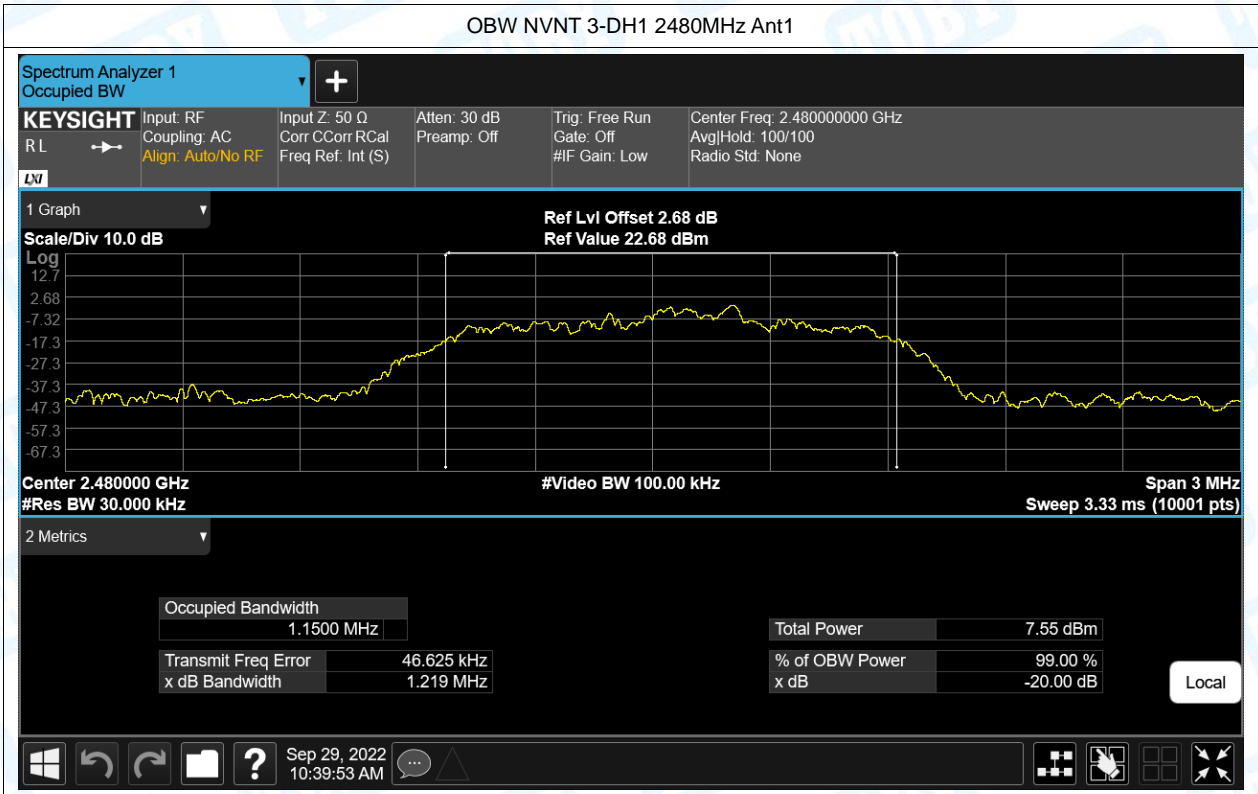 OBW NVNT 3-DH1 2480MHz Ant1
Spectrum Analyzer 1
Occupied BW
KEYSIGHT
R L
LXI
Input: RF
Coupling: AC
Align: Auto/No RF
Input Z: 50 Ω
Corr CCorr RCal
Freq Ref: Int (S)
Atten: 30 dB
Preamp: Off
Trig: Free Run
Gate: Off
#IF Gain: Low
Center Freq: 2.480000000 GHz
Avg|Hold: 100/100
Radio Std: None
1 Graph
Scale/Div 10.0 dB
Ref Lvl Offset 2.68 dB
Ref Value 22.68 dBm
Log
12.7
2.68
-7.32
-17.3
-27.3
-37.3
-47.3
-57.3
-67.3
Center 2.480000 GHz
#Video BW 100.00 kHz
Span 3 MHz
#Res BW 30.000 kHz
Sweep 3.33 ms (10001 pts)
2 Metrics
Occupied Bandwidth
1.1500 MHz
Total Power 7.55 dBm
Transmit Freq Error 46.625 kHz
% of OBW Power 99.00 %
x dB Bandwidth 1.219 MHz
x dB -20.00 dB
Local
?
Sep 29, 2022
10:39:53 AM